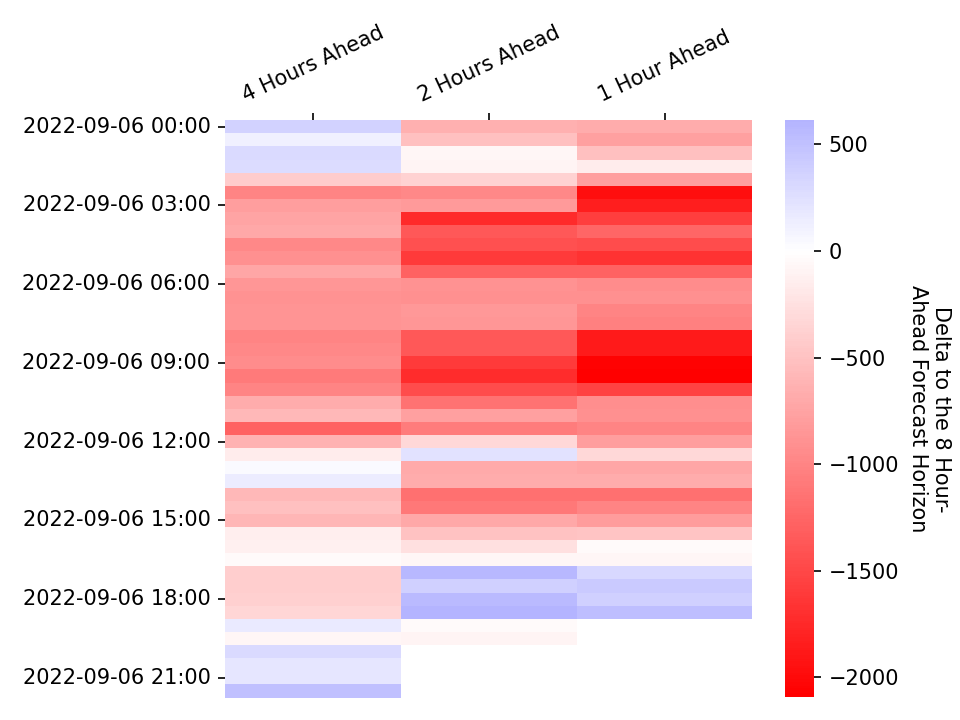 4 Hours Ahead
2 Hours Ahead
1 Hour Ahead
2022-09-06 00:00
2022-09-06 03:00
2022-09-06 06:00
2022-09-06 09:00
2022-09-06 12:00
2022-09-06 15:00
2022-09-06 18:00
2022-09-06 21:00
500
0
−500
−1000
−1500
−2000
Delta to the 8 Hour-
Ahead Forecast Horizon